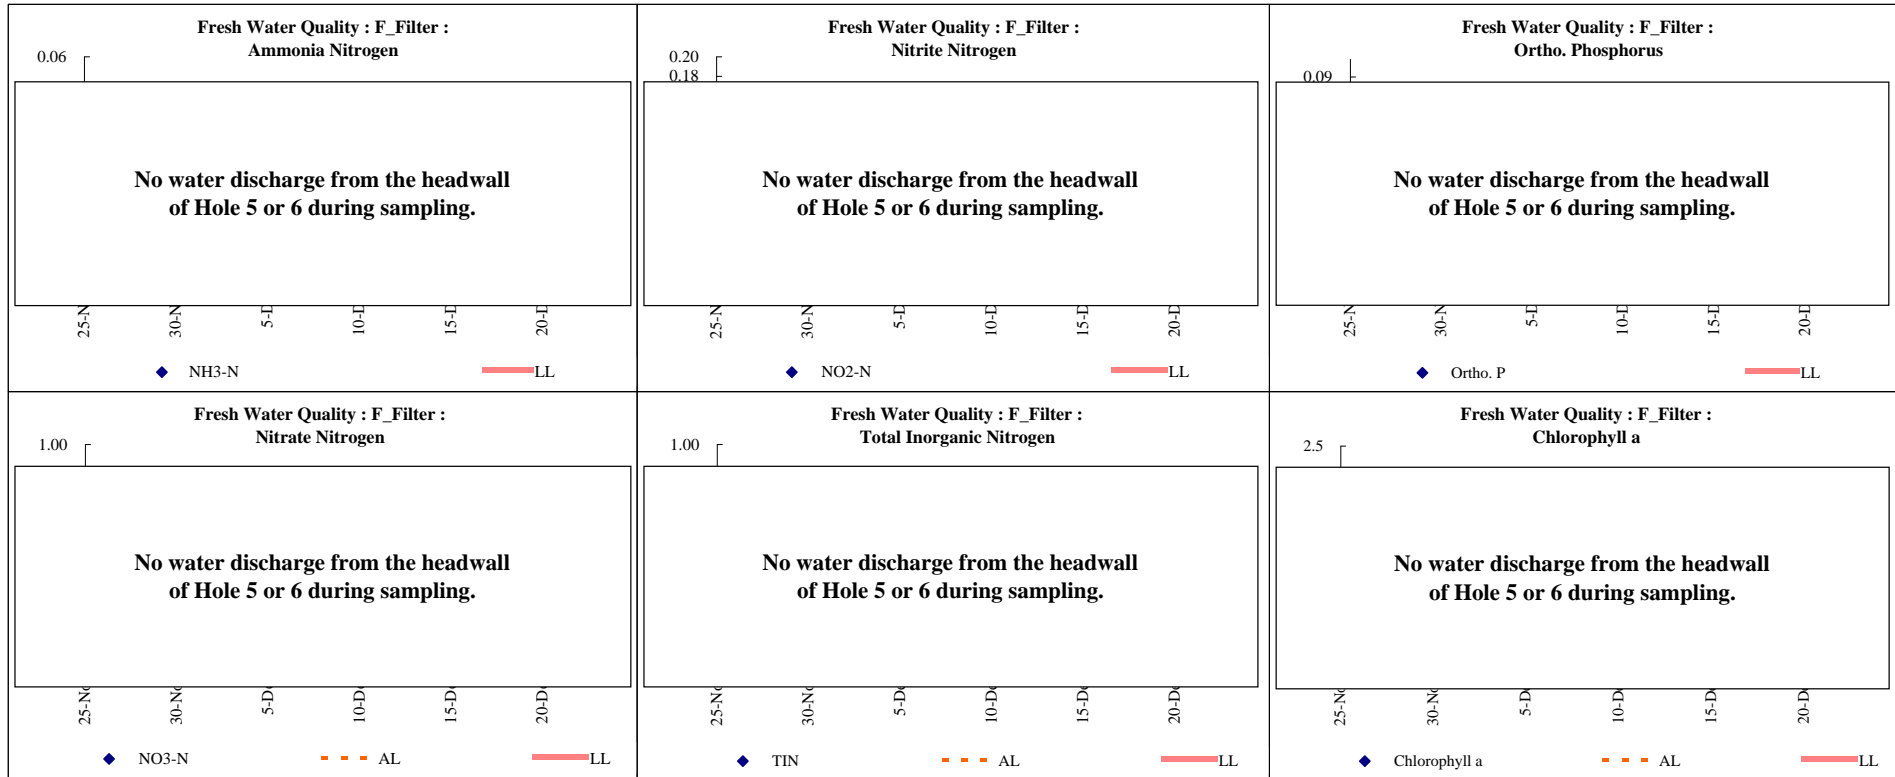 Fresh Water Quality : F_Filter :
Ammonia Nitrogen
0.06
No water discharge from the headwall
of Hole 5 or 6 during sampling.
25-N
30-N
5-D
10-D
15-D
20-D
NH3-N
LL
Fresh Water Quality : F_Filter :
Nitrite Nitrogen
0.20
0.18
No water discharge from the headwall
of Hole 5 or 6 during sampling.
25-N
30-N
5-D
10-D
15-D
20-D
NO2-N
LL
Fresh Water Quality : F_Filter :
Ortho. Phosphorus
0.09
No water discharge from the headwall
of Hole 5 or 6 during sampling.
25-N
30-N
5-D
10-D
15-D
20-D
Ortho. P
LL
Fresh Water Quality : F_Filter :
Nitrate Nitrogen
1.00
No water discharge from the headwall
of Hole 5 or 6 during sampling.
25-No
30-No
5-De
10-De
15-De
20-De
NO3-N
AL
LL
Fresh Water Quality : F_Filter :
Total Inorganic Nitrogen
1.00
No water discharge from the headwall
of Hole 5 or 6 during sampling.
25-No
30-No
5-De
10-De
15-De
20-De
TIN
AL
LL
Fresh Water Quality : F_Filter :
Chlorophyll a
2.5
No water discharge from the headwall
of Hole 5 or 6 during sampling.
25-No
30-No
5-De
10-De
15-De
20-De
Chlorophyll a
AL
LL